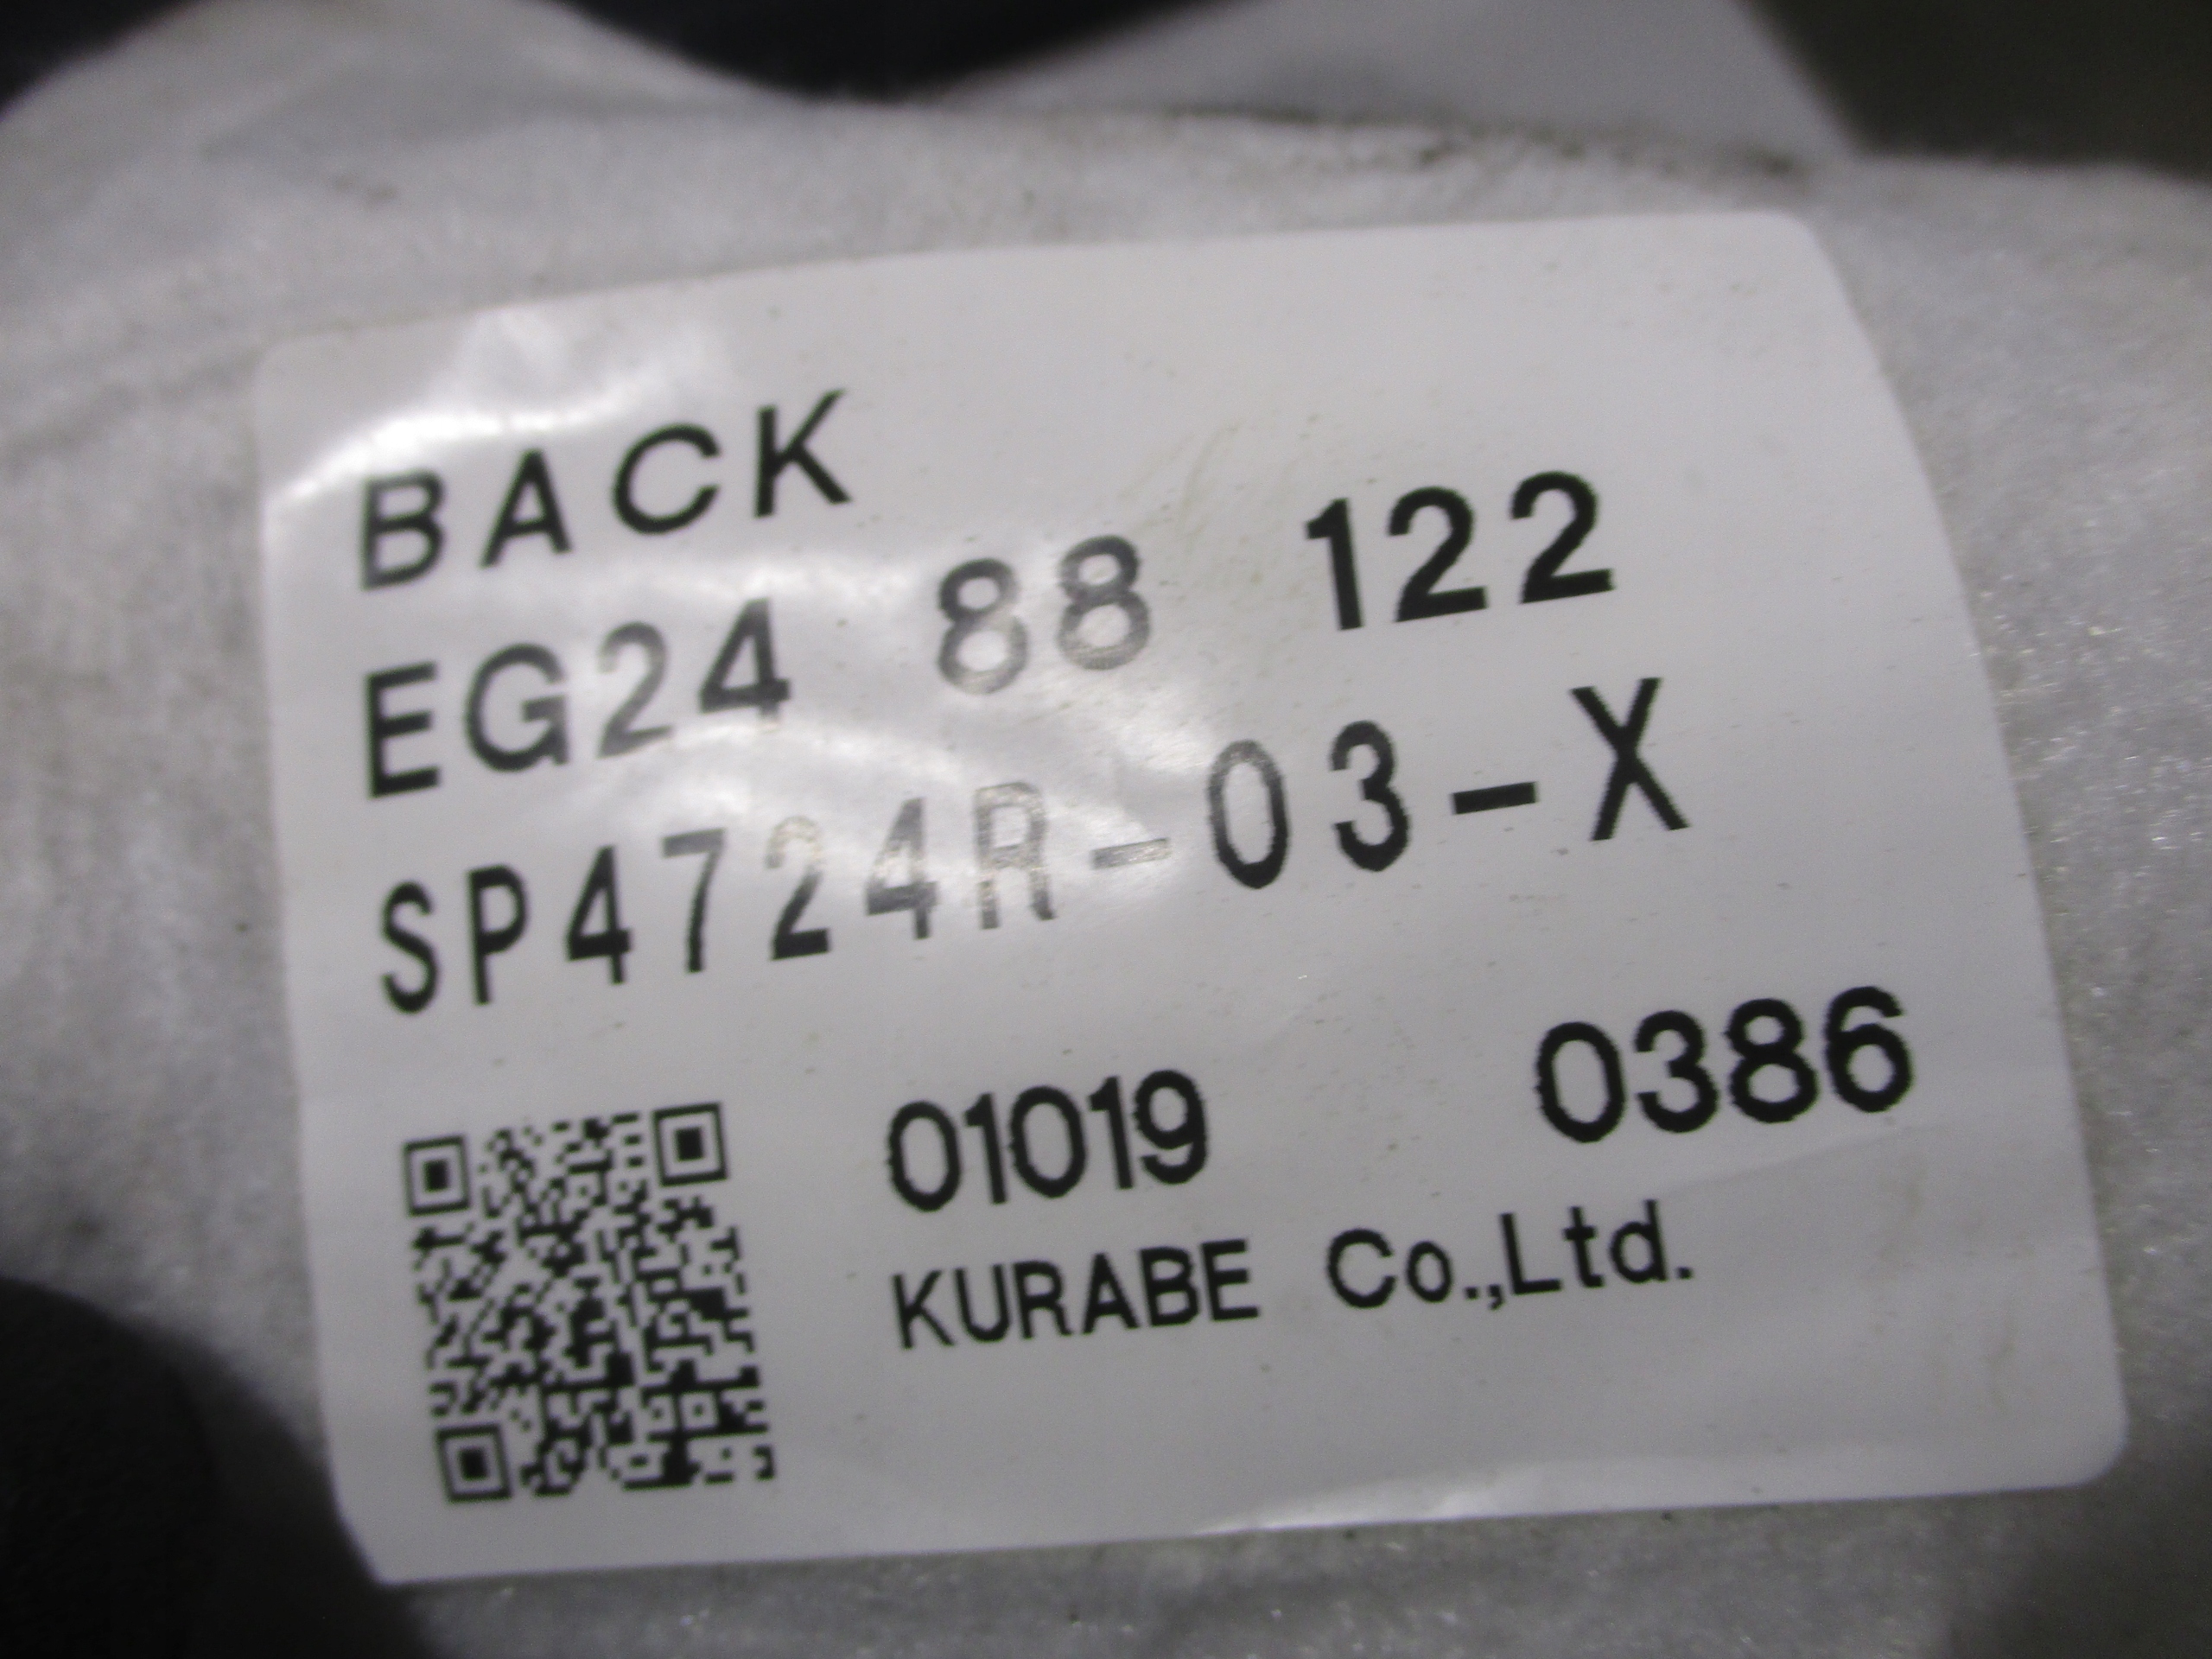 BACK
EG24 88 122
SP4724R-03-X
01019 0386
KURABE Co.,Ltd.